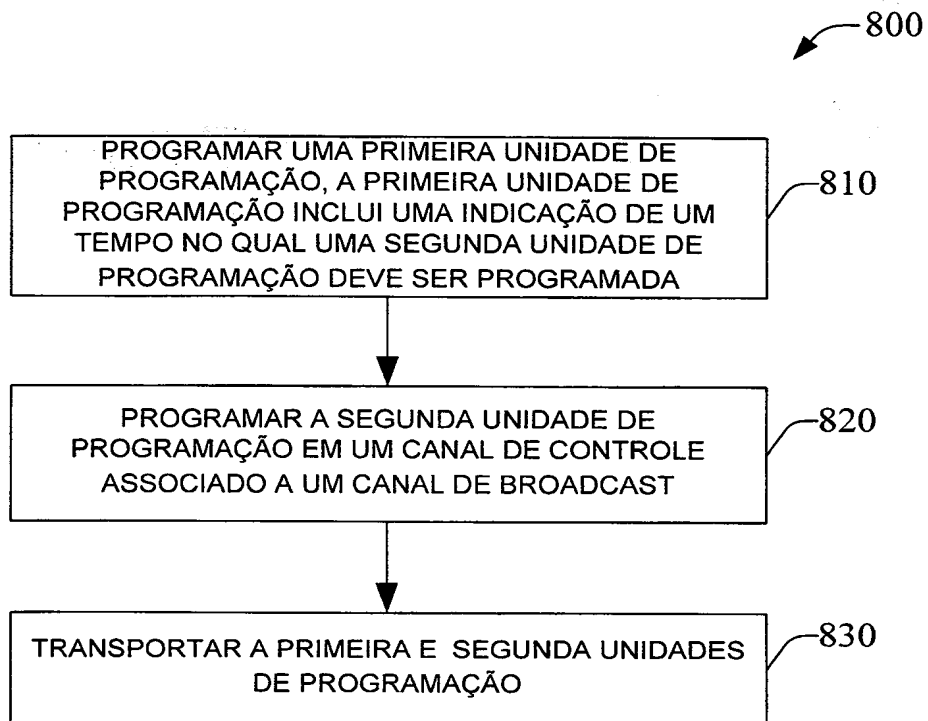 800
PROGRAMAR UMA PRIMEIRA UNIDADE DE
PROGRAMAÇÃO, A PRIMEIRA UNIDADE DE
PROGRAMAÇÃO INCLUI UMA INDICAÇÃO DE UM
TEMPO NO QUAL UMA SEGUNDA UNIDADE DE
PROGRAMAÇÃO DEVE SER PROGRAMADA
810
PROGRAMAR A SEGUNDA UNIDADE DE
PROGRAMAÇÃO EM UM CANAL DE CONTROLE
ASSOCIADO A UM CANAL DE BROADCAST
820
TRANSPORTAR A PRIMEIRA E SEGUNDA UNIDADES
DE PROGRAMAÇÃO
830